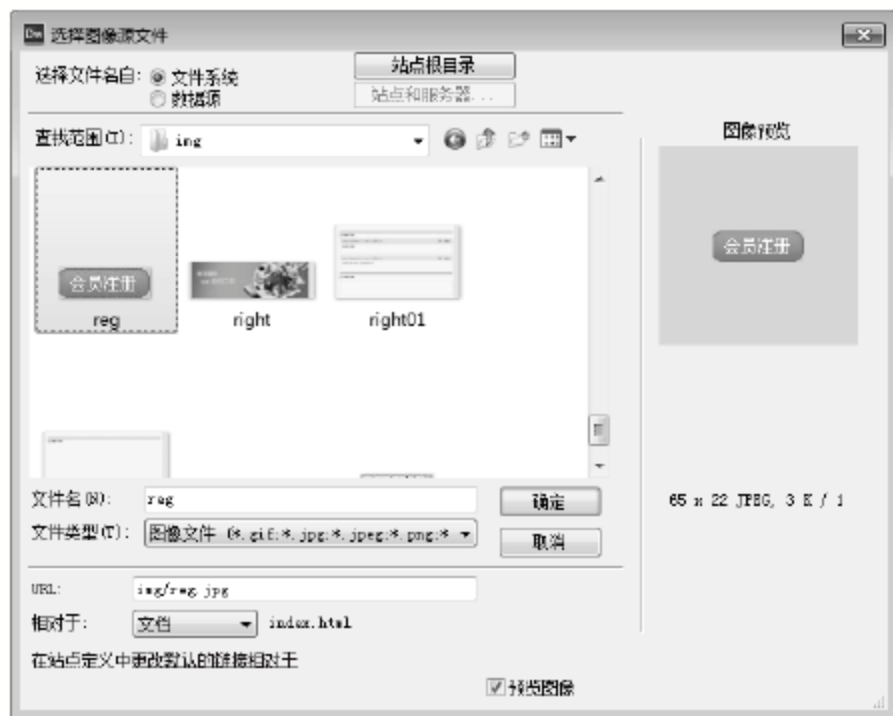 Dw 选择图像源文件
选择文件名自: 文件系统
数据源
站点根目录
站点和服务器...
查找范围(I): img
图像预览
会员注册
会员注册
reg
right
right01
文件名(N): reg
确定
65 x 22 JPEG, 3 K / 1
文件类型(T): 图像文件 (*.gif;*.jpg;*.jpeg;*.png;*
取消
URL: img/reg.jpg
相对于: 文档 index.html
在站点定义中更改默认的链接相对于
预览图像